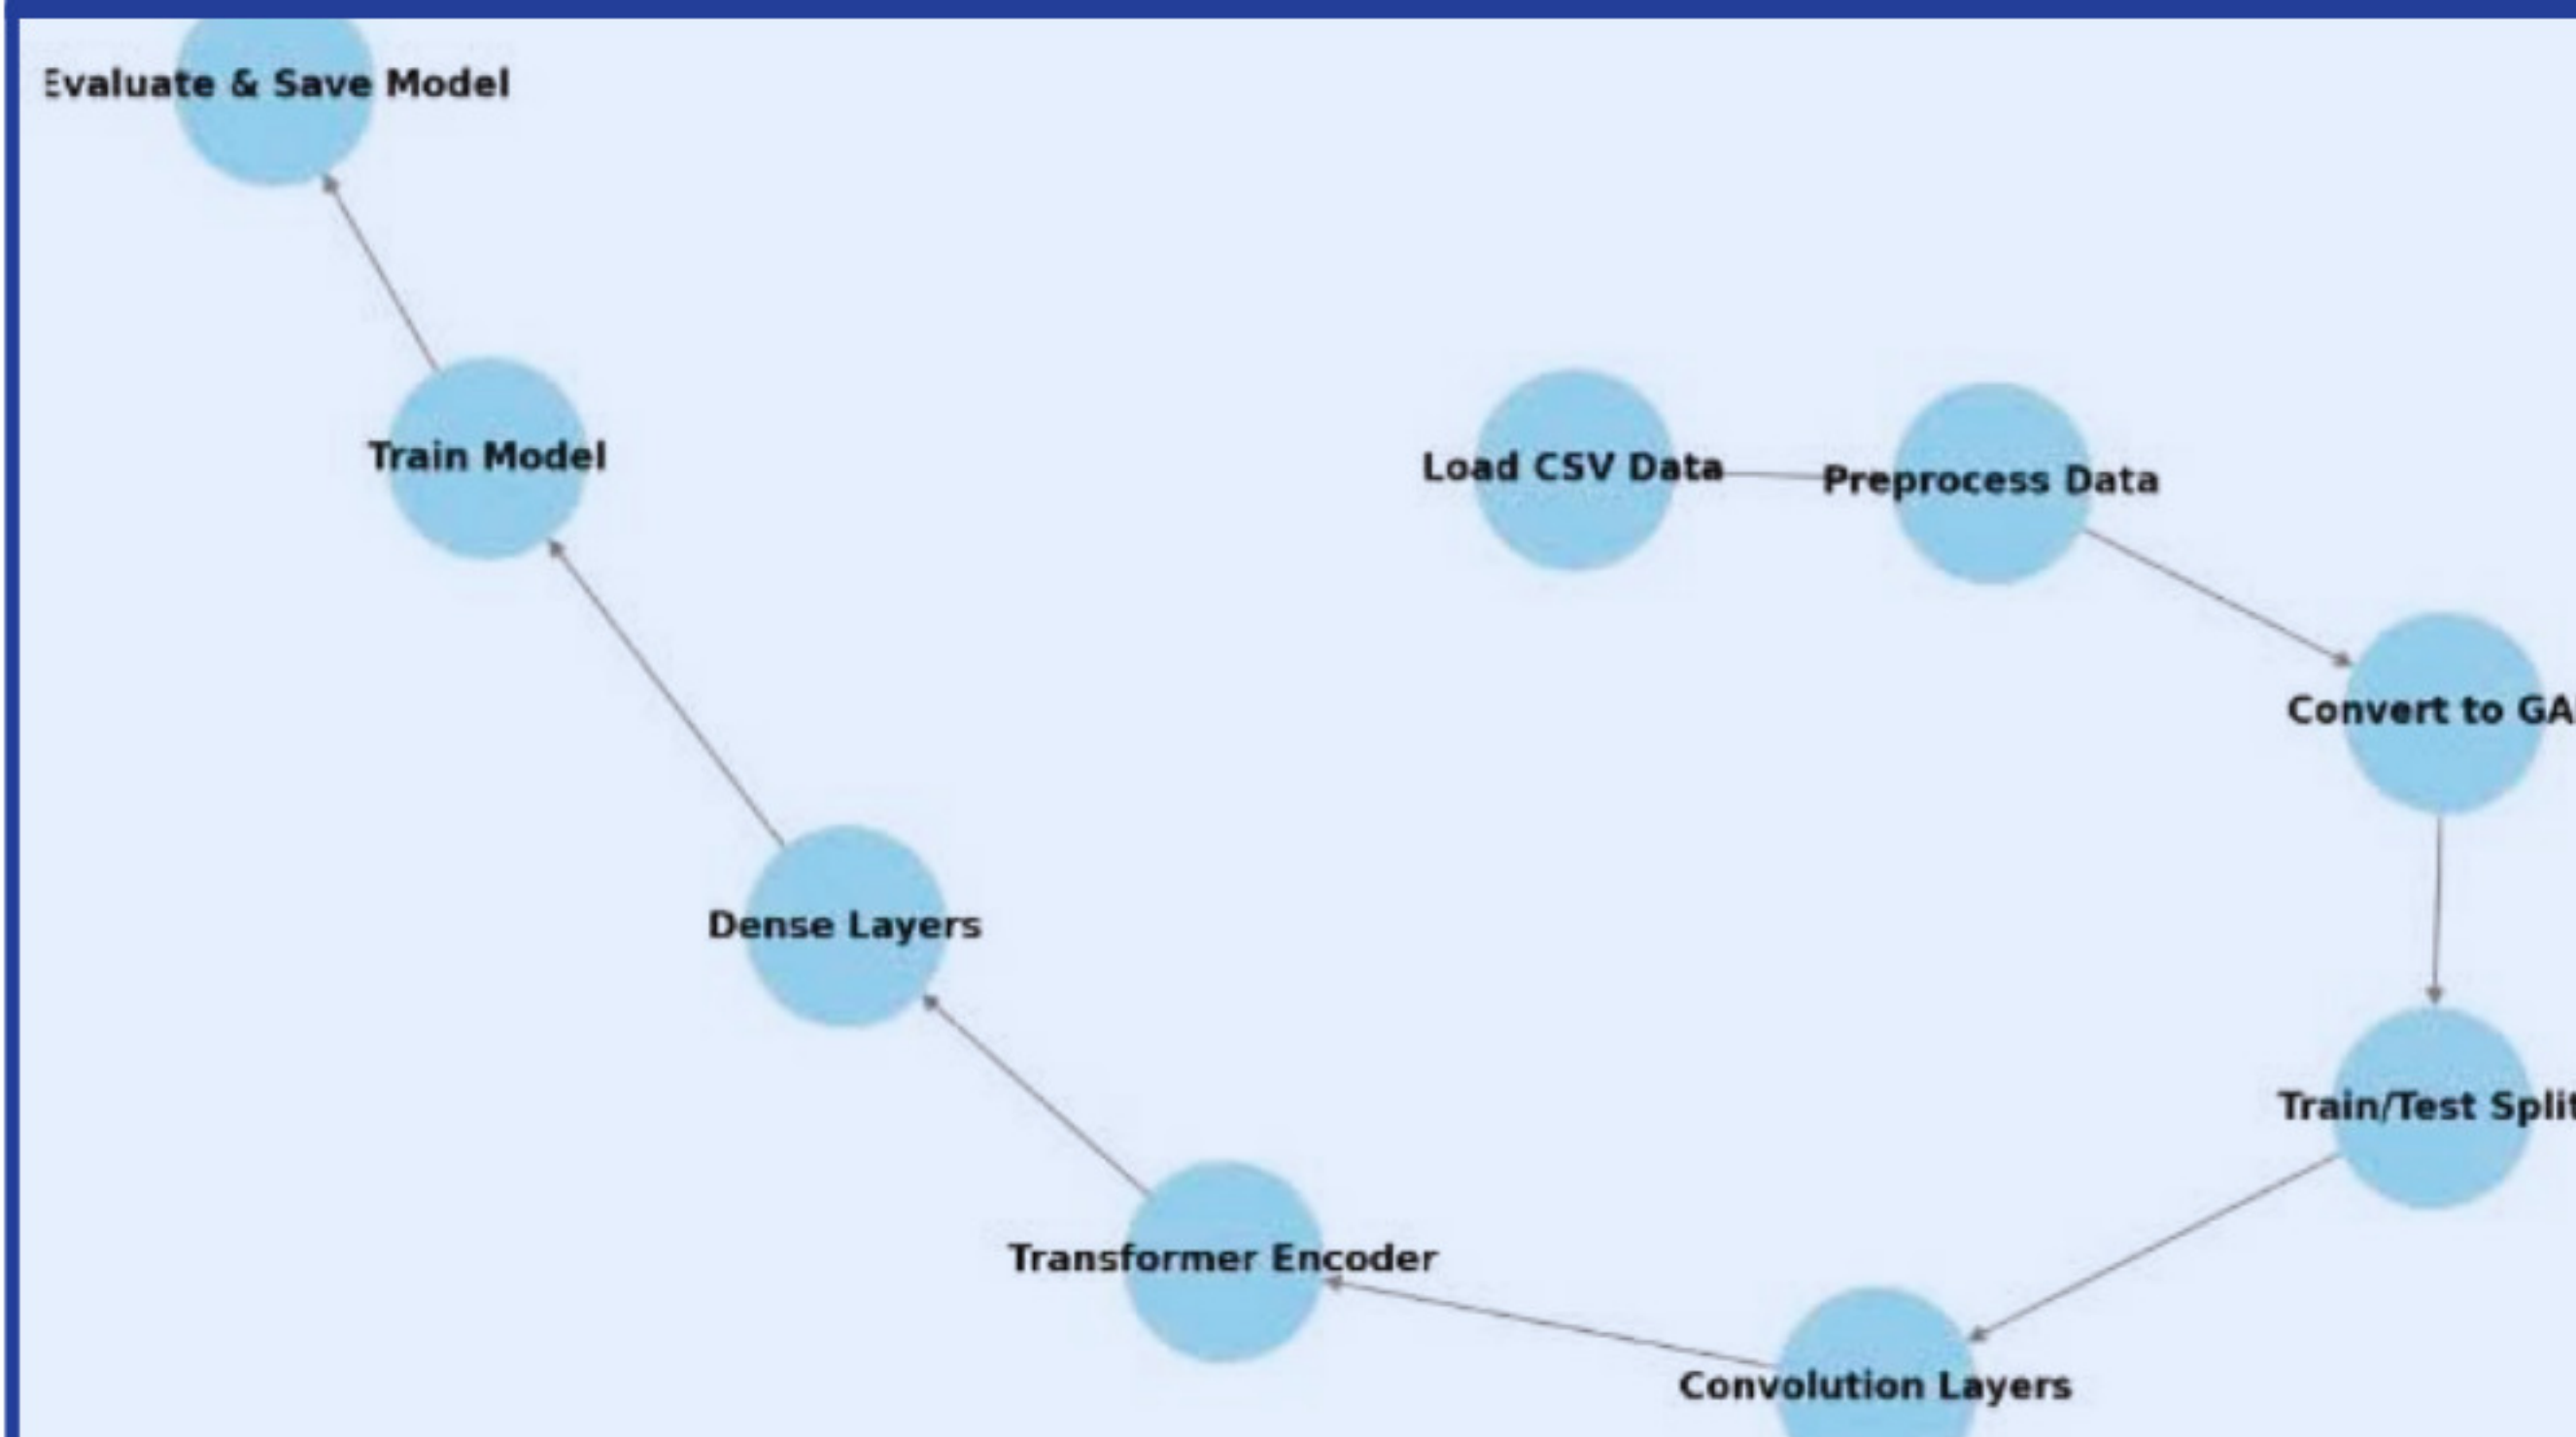 Evaluate & Save Model
Train Model
Load CSV Data
Preprocess Data
Convert to
Dense Layers
Train/Test Split
Transformer Encoder
Convolution Layers